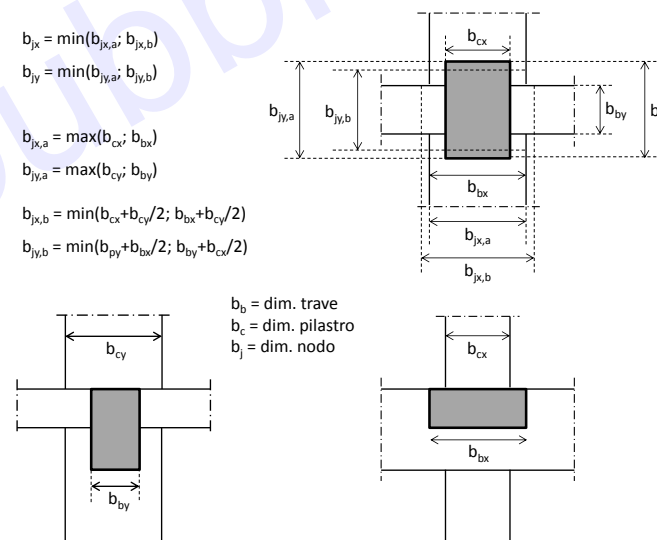 b_jx = min(b_jx,a; b_jx,b)
b_jy = min(b_jy,a; b_jy,b)
b_jx,a = max(b_cx; b_bx)
b_jy,a = max(b_cy; b_by)
b_jx,b = min(b_cx+b_cy/2; b_bx+b_cy/2)
b_jy,b = min(b_py+b_bx/2; b_by+b_cx/2)
b_cx
b_jy,a
b_jy,b
b_by
b
b_bx
b_jx,a
b_jx,b
b_b = dim. trave
b_c = dim. pilastro
b_j = dim. nodo
b_cy
b_by
b_cx
b_bx